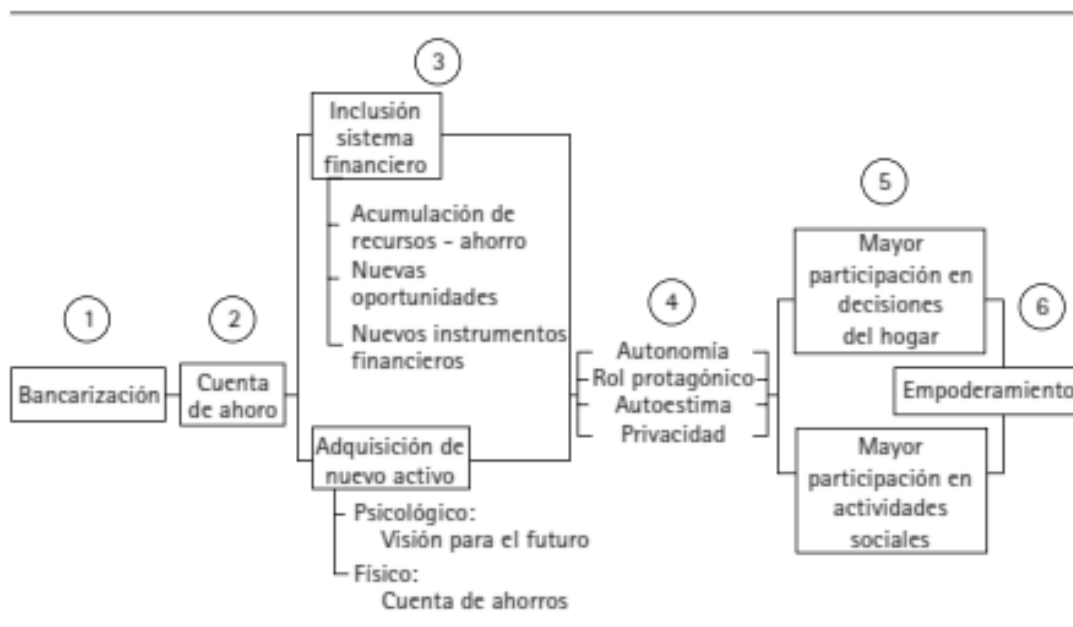 1
Bancarización
2
Cuenta
de ahoro
3
Inclusión
sistema
financiero
Acumulación de
recursos - ahorro
Nuevas
oportunidades
Nuevos instrumentos
financieros
Adquisición de
nuevo activo
Psicológico:
Visión para el futuro
Físico:
Cuenta de ahorros
4
Autonomía
Rol protagónico
Autoestima
Privacidad
5
Mayor
participación en
decisiones
del hogar
Mayor
participación en
actividades
sociales
6
Empoderamiento